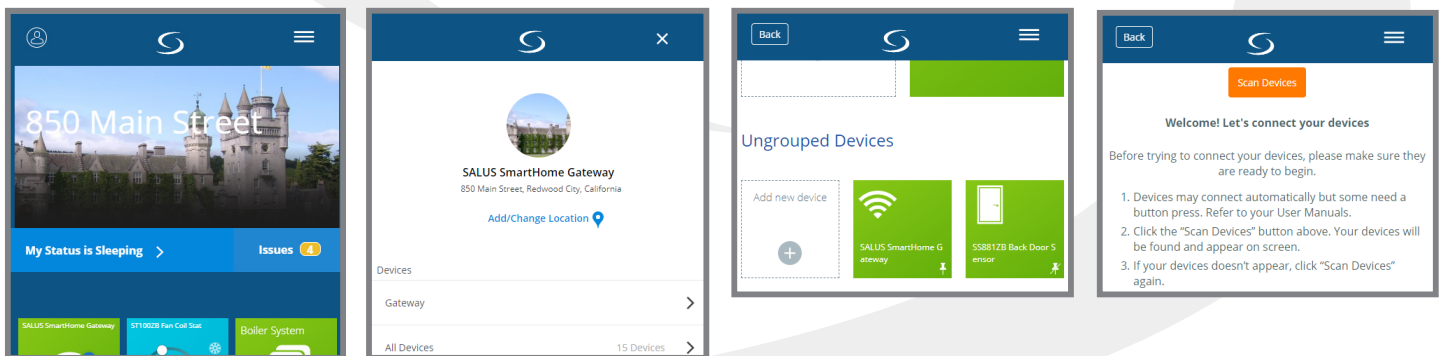 850 Main Street
My Status is Sleeping
Issues 4
SALUS SmartHome Gateway
ST100ZB Fan Coil Stat
Boiler System
SALUS SmartHome Gateway
850 Main Street, Redwood City, California
Add/Change Location
Devices
Gateway
All Devices
15 Devices
Back
Ungrouped Devices
Add new device
SALUS SmartHome G
ateway
SS881ZB Back Door S
ensor
Back
Scan Devices
Welcome! Let's connect your devices
Before trying to connect your devices, please make sure they
are ready to begin.
1. Devices may connect automatically but some need a
button press. Refer to your User Manuals.
2. Click the “Scan Devices” button above. Your devices will
be found and appear on screen.
3. If your devices doesn't appear, click “Scan Devices”
again.